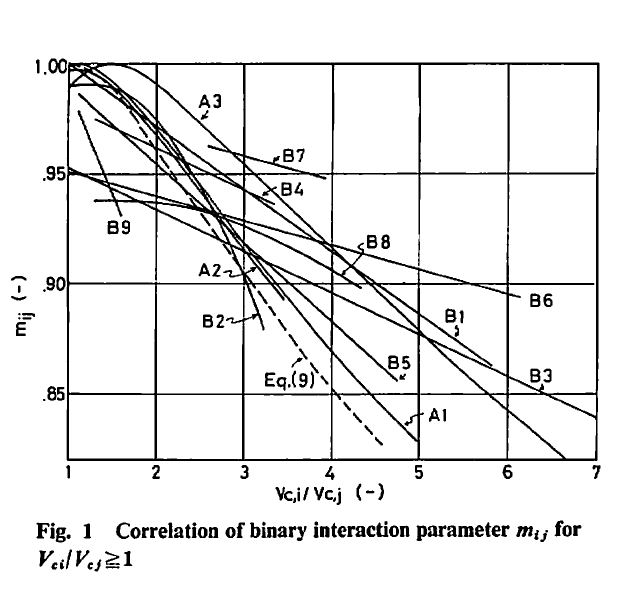 1.00
.95
.90
.85
mij (-)
A3
B7
B4
B9
B8
A2
B6
B2
B1
Eq.(9)
B5
B3
A1
1 2 3 4 5 6 7
Vc,i/Vc,j (-)
Fig. 1 Correlation of binary interaction parameter mij for
Vci/Vcj≧1